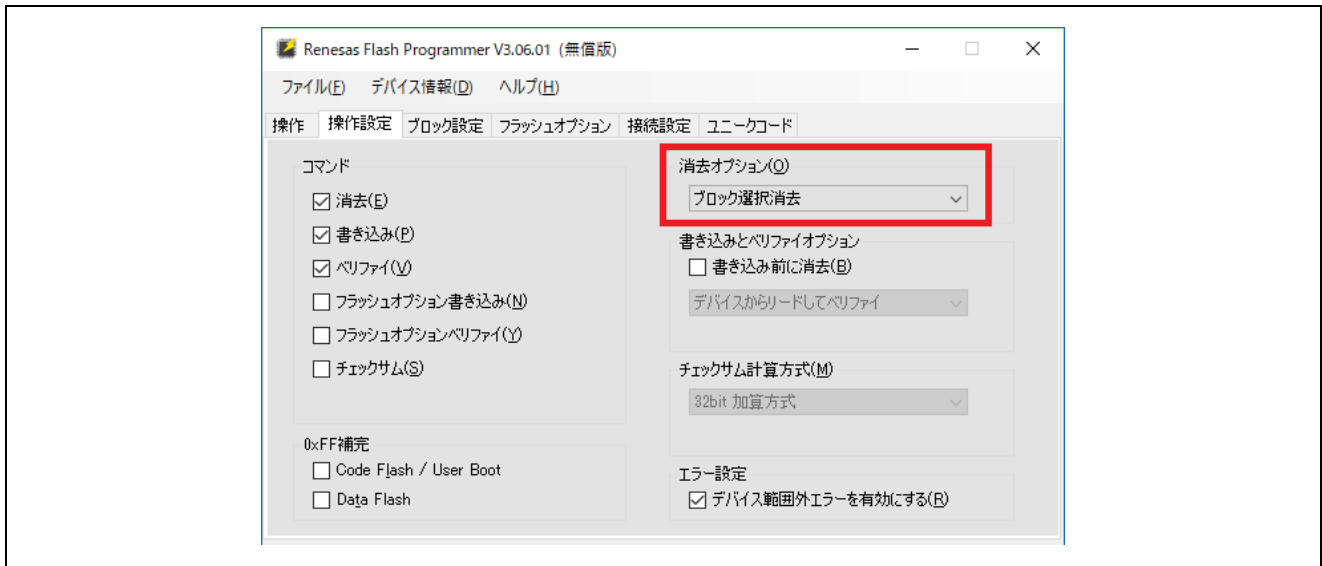 Renesas Flash Programmer V3.06.01 (無償版)
ファイル(F) デバイス情報(D) ヘルプ(H)
操作 操作設定 ブロック設定 フラッシュオプション 接続設定 ユニークコード
コマンド
消去(E)
書き込み(P)
ベリファイ(V)
フラッシュオプション書き込み(N)
フラッシュオプションベリファイ(Y)
チェックサム(S)
0xFF補完
Code Flash / User Boot
Data Flash
消去オプション(O)
ブロック選択消去
書き込みとベリファイオプション
書き込み前に消去(B)
デバイスからリードしてベリファイ
チェックサム計算方式(M)
32bit 加算方式
エラー設定
デバイス範囲外エラーを有効にする(R)